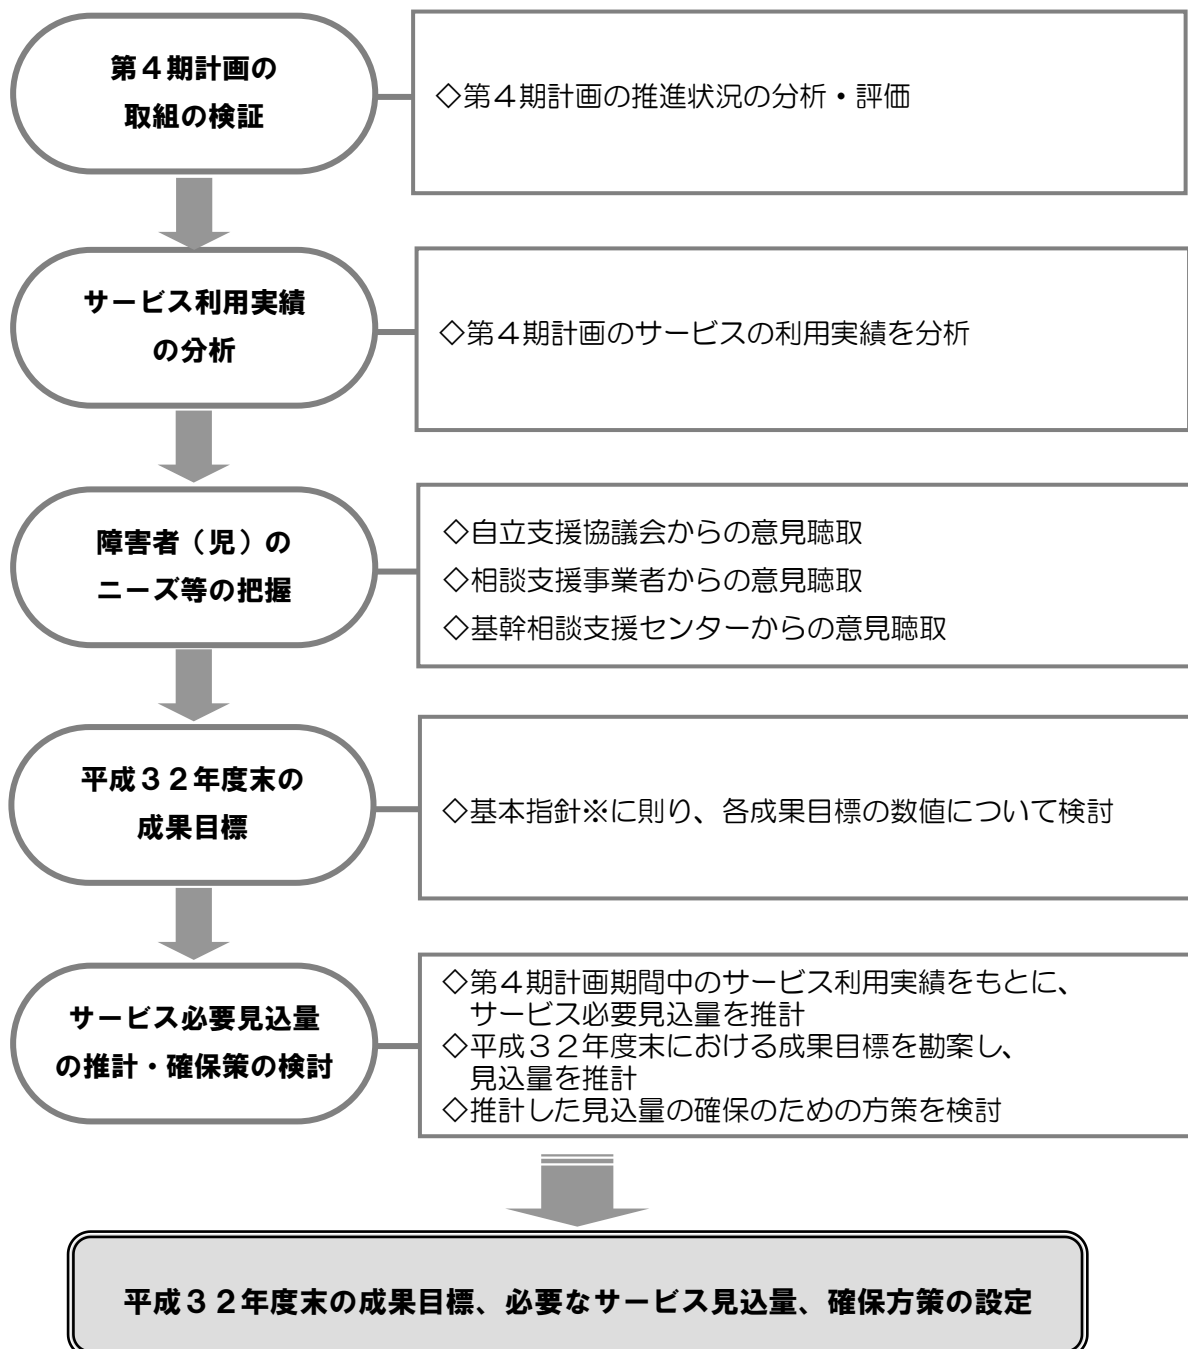 第４期計画の
取組の検証
◇第４期計画の推進状況の分析・評価
サービス利用実績
の分析
◇第４期計画のサービスの利用実績を分析
障害者（児）の
ニーズ等の把握
◇自立支援協議会からの意見聴取
◇相談支援事業者からの意見聴取
◇基幹相談支援センターからの意見聴取
平成３２年度末の
成果目標
◇基本指針※に則り、各成果目標の数値について検討
サービス必要見込量
の推計・確保策の検討
◇第４期計画期間中のサービス利用実績をもとに、
サービス必要見込量を推計
◇平成３２年度末における成果目標を勘案し、
見込量を推計
◇推計した見込量の確保のための方策を検討
平成３２年度末の成果目標、必要なサービス見込量、確保方策の設定